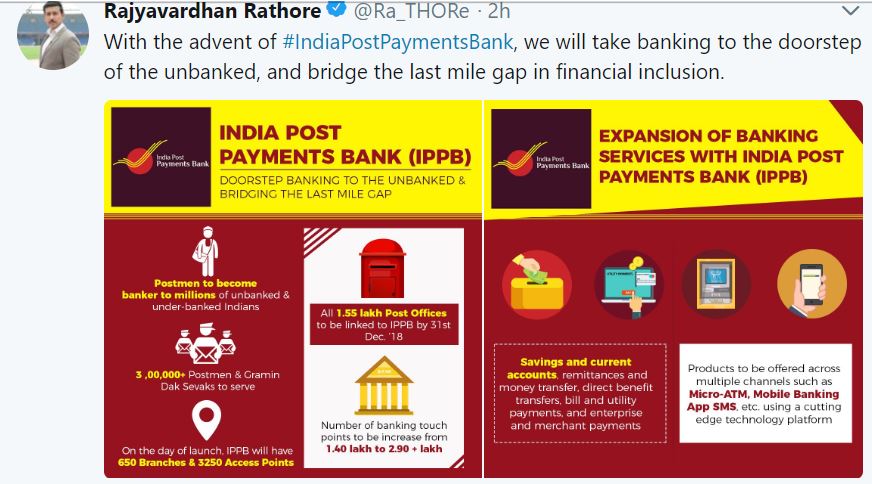 Rajyavardhan Rathore @Ra_THORe · 2h
With the advent of #IndiaPostPaymentsBank, we will take banking to the doorstep
of the unbanked, and bridge the last mile gap in financial inclusion.
India Post
Payments Bank
INDIA POST
PAYMENTS BANK (IPPB)
DOORSTEP BANKING TO THE UNBANKED &
BRIDGING THE LAST MILE GAP
Postmen to become
banker to millions of unbanked &
under-banked Indians
3 ,00,000+ Postmen & Gramin
Dak Sevaks to serve
On the day of launch, IPPB will have
650 Branches & 3250 Access Points
All 1.55 lakh Post Offices
to be linked to IPPB by 31st
Dec. '18
Number of banking touch
points to be increase from
1.40 lakh to 2.90 + lakh
India Post
Payments Bank
EXPANSION OF BANKING
SERVICES WITH INDIA POST
PAYMENTS BANK (IPPB)
Savings and current
accounts, remittances and
money transfer, direct benefit
transfers, bill and utility
payments, and enterprise
and merchant payments
Products to be offered across
multiple channels such as
Micro-ATM, Mobile Banking
App SMS, etc. using a cutting
edge technology platform